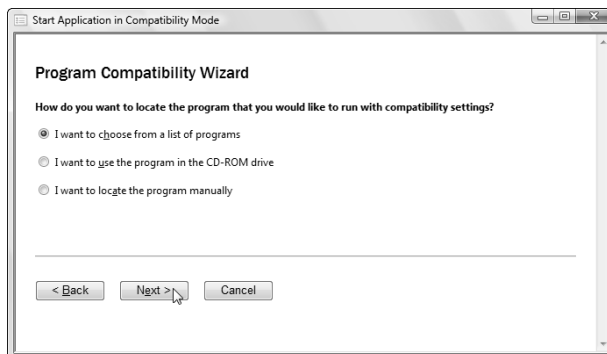 Start Application in Compatibility Mode
Program Compatibility Wizard
How do you want to locate the program that you would like to run with compatibility settings?
I want to choose from a list of programs
I want to use the program in the CD-ROM drive
I want to locate the program manually
< Back Next > Cancel